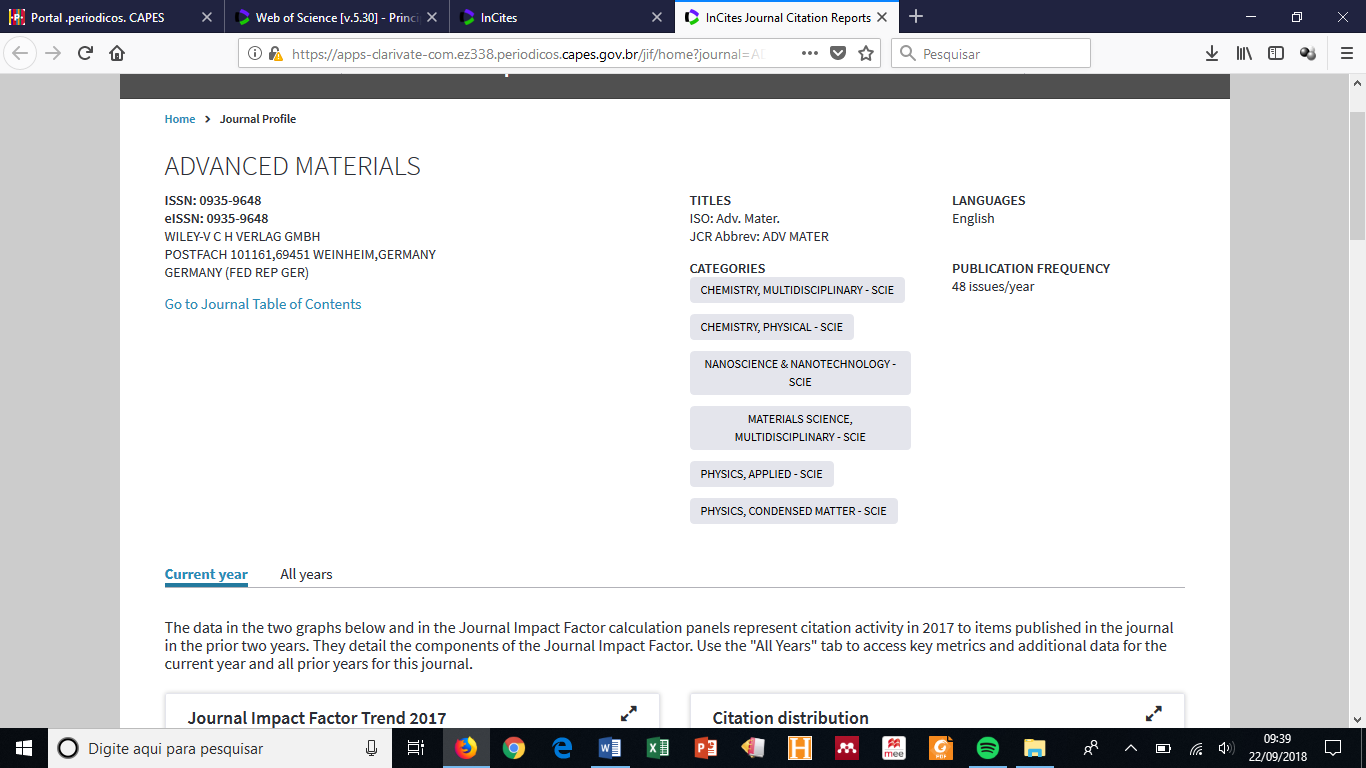 Portal .periodicos. CAPES
Web of Science [v.5.30] - Princi
InCites
InCites Journal Citation Reports
https://apps-clarivate-com.ez338.periodicos.capes.gov.br/jif/home?journal=AD
Pesquisar
Home > Journal Profile
ADVANCED MATERIALS
ISSN: 0935-9648
eISSN: 0935-9648
WILEY-V C H VERLAG GMBH
POSTFACH 101161,69451 WEINHEIM,GERMANY
GERMANY (FED REP GER)
Go to Journal Table of Contents
TITLES
ISO: Adv. Mater.
JCR Abbrev: ADV MATER
CATEGORIES
CHEMISTRY, MULTIDISCIPLINARY - SCIE
CHEMISTRY, PHYSICAL - SCIE
NANOSCIENCE & NANOTECHNOLOGY -
SCIE
MATERIALS SCIENCE,
MULTIDISCIPLINARY - SCIE
PHYSICS, APPLIED - SCIE
PHYSICS, CONDENSED MATTER - SCIE
LANGUAGES
English
PUBLICATION FREQUENCY
48 issues/year
Current year
All years
The data in the two graphs below and in the Journal Impact Factor calculation panels represent citation activity in 2017 to items published in the journal
in the prior two years. They detail the components of the Journal Impact Factor. Use the "All Years" tab to access key metrics and additional data for the
current year and all prior years for this journal.
Journal Impact Factor Trend 2017
Citation distribution
Digite aqui para pesquisar
mee
PDF
09:39
22/09/2018